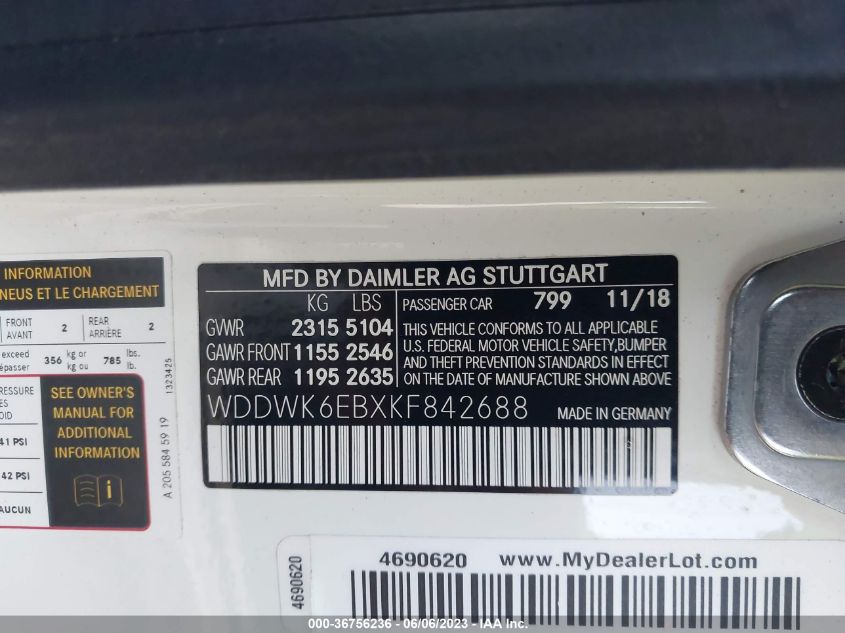 INFORMATION
NEUS ET LE CHARGEMENT
FRONT
AVANT
2
REAR
ARRIÈRE
2
exceed
dépasser
356
kg or
kg ou
785
lbs.
lb.
SEE OWNER'S
MANUAL FOR
ADDITIONAL
INFORMATION
i
RESSURE
ES
OID
41 PSI
42 PSI
AUCUN
1323425
A 205 584 59 19
MFD BY DAIMLER AG STUTTGART
KG LBS
GVWR 2315 5104
GAWR FRONT 1155 2546
GAWR REAR 1195 2635
PASSENGER CAR 799 11/18
THIS VEHICLE CONFORMS TO ALL APPLICABLE
U.S. FEDERAL MOTOR VEHICLE SAFETY,BUMPER
AND THEFT PREVENTION STANDARDS IN EFFECT
ON THE DATE OF MANUFACTURE SHOWN ABOVE
WDDWK6EBXKF842688 MADE IN GERMANY
4690620 www.MyDealerLot.com
4690620
000-36756236 - 06/06/2023 - IAA Inc.